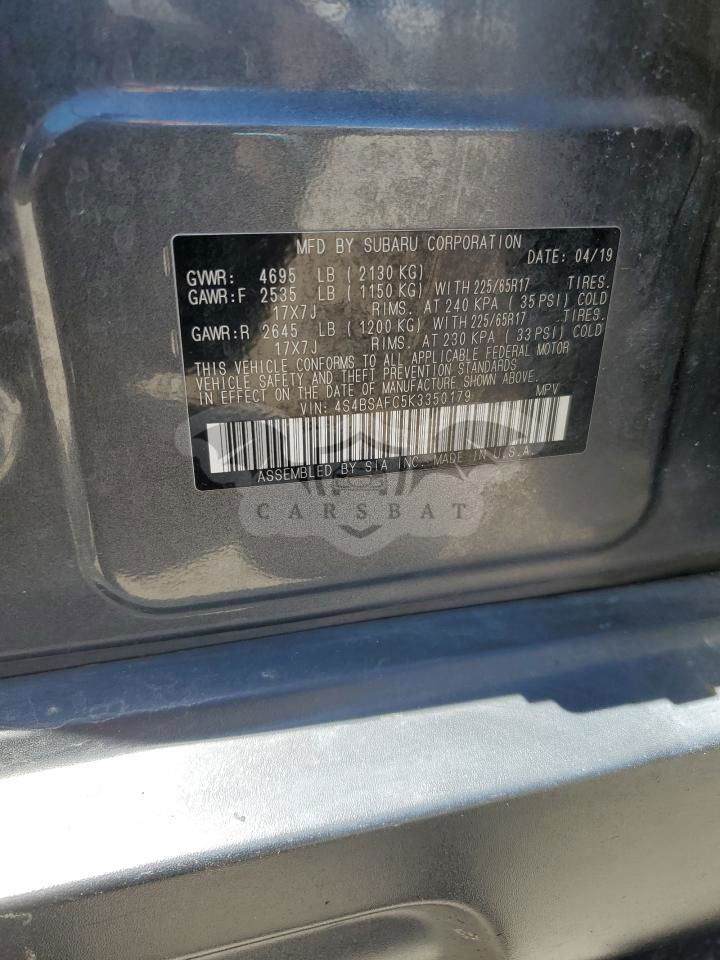 MFD BY SUBARU CORPORATION
DATE: 04/19
GVWR: 4695 LB ( 2130 KG)
GAWR:F 2535 LB ( 1150 KG) WITH 225/65R17 TIRES.
17X7J RIMS. AT 240 KPA ( 35 PSI) COLD
GAWR:R 2645 LB ( 1200 KG) WITH 225/65R17 TIRES.
17X7J RIMS. AT 230 KPA ( 33 PSI) COLD
THIS VEHICLE CONFORMS TO ALL APPLICABLE FEDERAL MOTOR
VEHICLE SAFETY AND THEFT PREVENTION STANDARDS
IN EFFECT ON THE DATE OF MANUFACTURE SHOWN ABOVE.
VIN: 4S4BSAFC5K3350179 MPV
ASSEMBLED BY SIA INC. MADE IN U.S.A.
CARSBAT